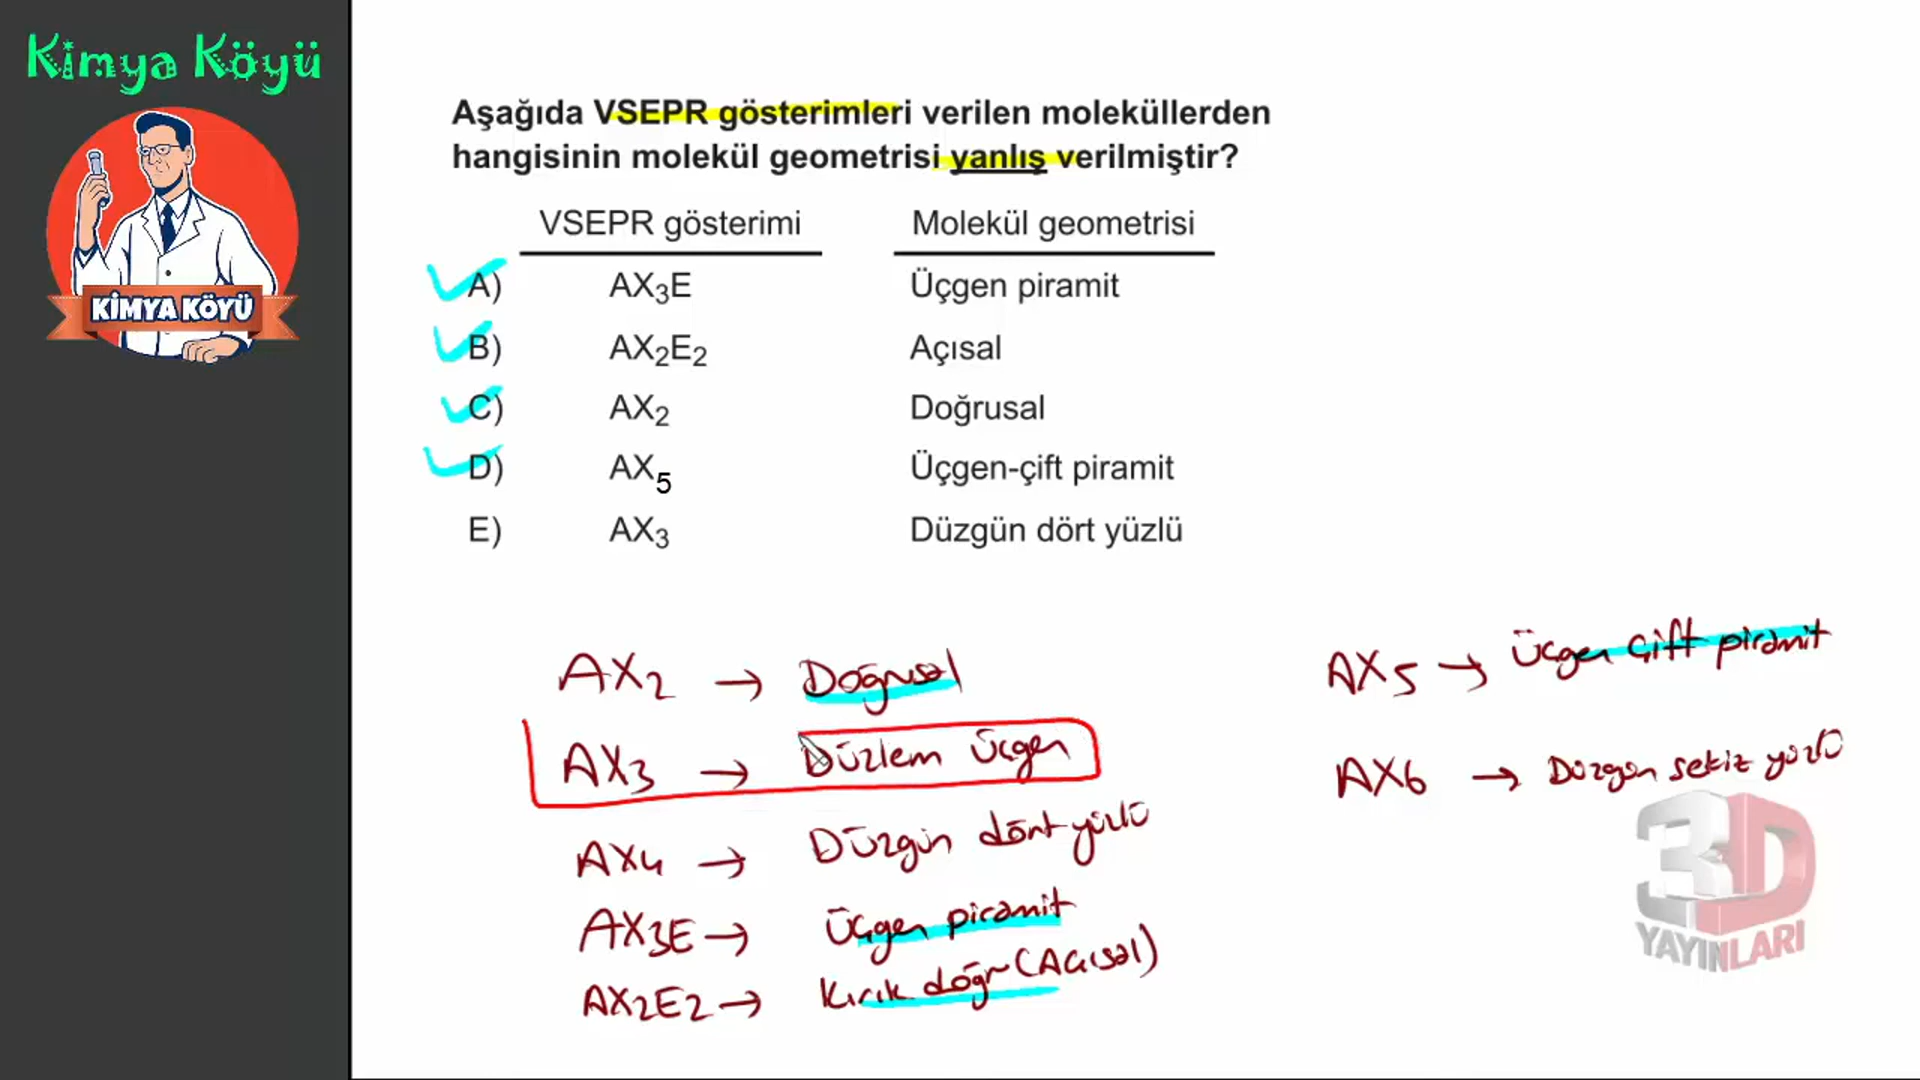 Kimya Köyü
KİMYA KÖYÜ
Aşağıda VSEPR gösterimleri verilen moleküllerden
hangisinin molekül geometrisi yanlış verilmiştir?
VSEPR gösterimi Molekül geometrisi
A) AX3E Üçgen piramit
B) AX2E2 Açısal
C) AX2 Doğrusal
D) AX5 Üçgen-çift piramit
E) AX3 Düzgün dört yüzlü
AX2 → Doğrusal
AX3 → Düzlem Üçgen
AX4 → Düzgün dört yüzlü
AX3E → Üçgen piramit
AX2E2 → Kırık doğr (Açısal)
AX5 → Üçgen Çift piramit
AX6 → Düzgün sekiz yüzlü
3D
YAYINLARI